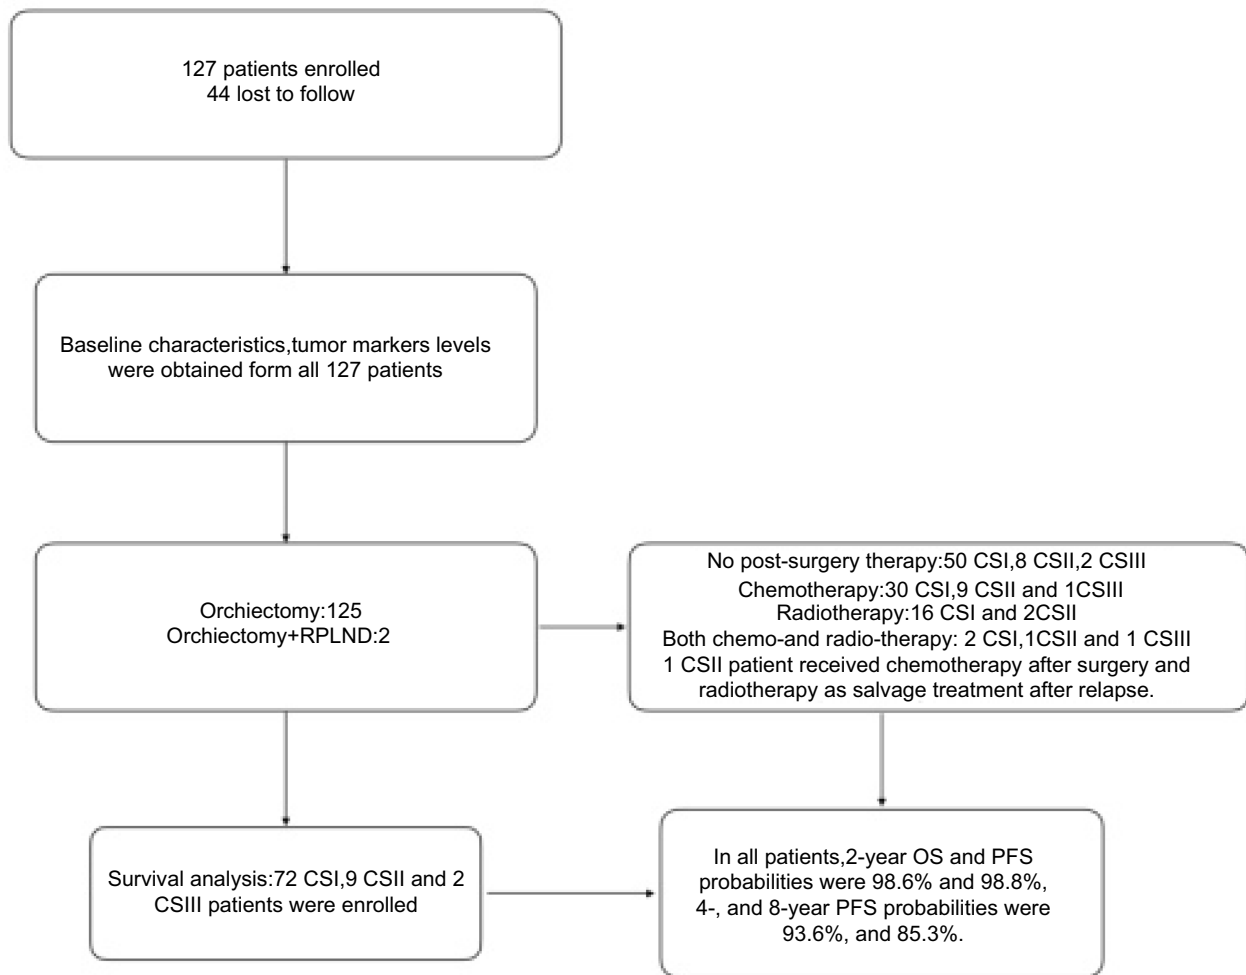 127 patients enrolled
44 lost to follow
Baseline characteristics,tumor markers levels
were obtained form all 127 patients
Orchiectomy:125
Orchiectomy+RPLND:2
No post-surgery therapy:50 CSI,8 CSII,2 CSIII
Chemotherapy:30 CSI,9 CSII and 1CSIII
Radiotherapy:16 CSI and 2CSII
Both chemo-and radio-therapy: 2 CSI,1CSII and 1 CSIII
1 CSII patient received chemotherapy after surgery and
radiotherapy as salvage treatment after relapse.
Survival analysis:72 CSI,9 CSII and 2
CSIII patients were enrolled
In all patients,2-year OS and PFS
probabilities were 98.6% and 98.8%,
4-, and 8-year PFS probabilities were
93.6%, and 85.3%.